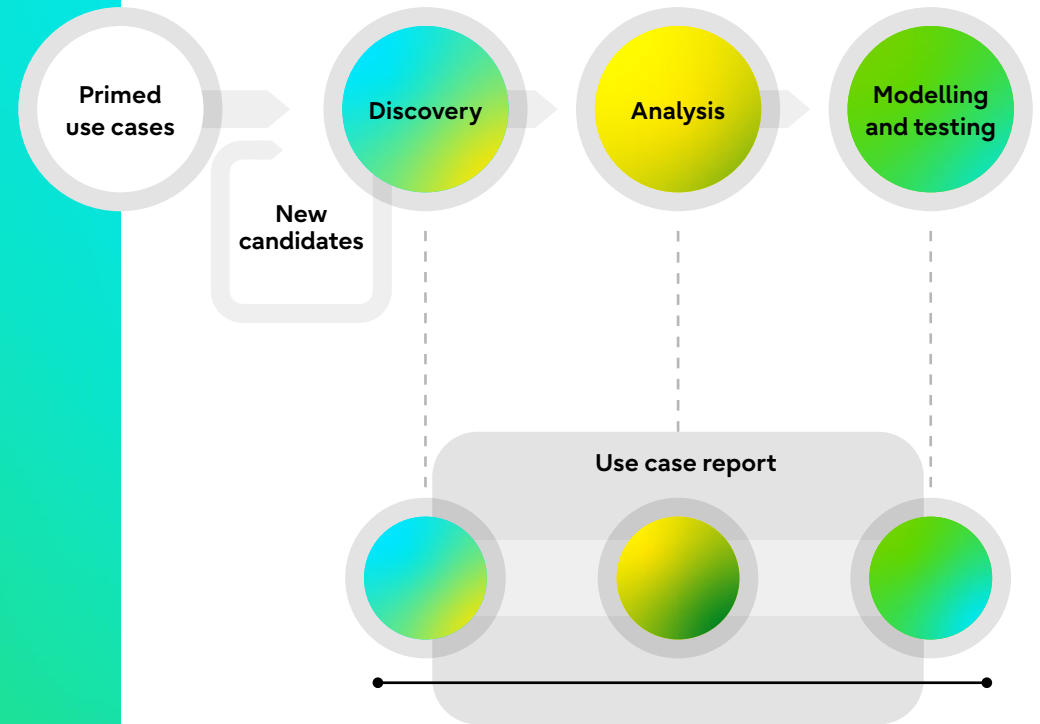 Primed
use cases
Discovery
Analysis
Modelling
and testing
New
candidates
Use case report